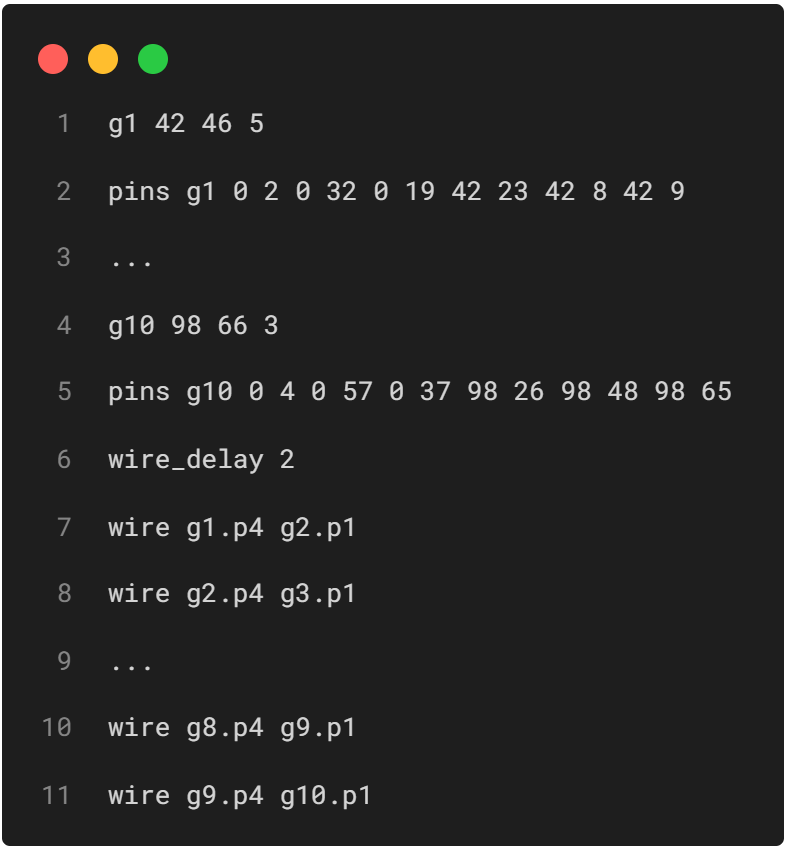 1 g1 42 46 5
2 pins g1 0 2 0 32 0 19 42 23 42 8 42 9
3 ...
4 g10 98 66 3
5 pins g10 0 4 0 57 0 37 98 26 98 48 98 65
6 wire_delay 2
7 wire g1.p4 g2.p1
8 wire g2.p4 g3.p1
9 ...
10 wire g8.p4 g9.p1
11 wire g9.p4 g10.p1